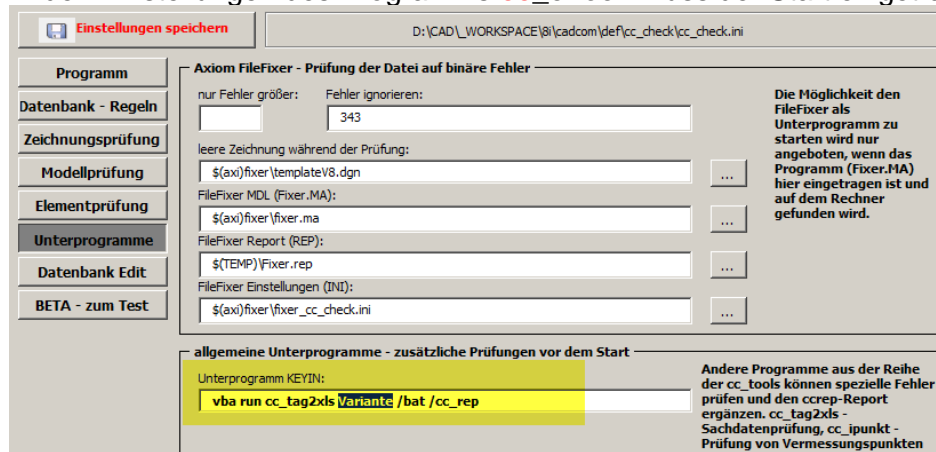 Einstellungen speichern
D:\CAD\_WORKSPACE\8i\cadcom\def\cc_check\cc_check.ini
Programm
Datenbank - Regeln
Zeichnungsprüfung
Modellprüfung
Elementprüfung
Unterprogramme
Datenbank Edit
BETA - zum Test
Axiom FileFixer - Prüfung der Datei auf binäre Fehler
nur Fehler größer:
Fehler ignorieren:
343
leere Zeichnung während der Prüfung:
$(axi)fixer\templateV8.dgn
...
FileFixer MDL (Fixer.MA):
$(axi)fixer\fixer.ma
...
FileFixer Report (REP):
$(TEMP)\Fixer.rep
...
FileFixer Einstellungen (INI):
$(axi)fixer\fixer_cc_check.ini
...
Die Möglichkeit den
FileFixer als
Unterprogramm zu
starten wird nur
angeboten, wenn das
Programm (Fixer.MA)
hier eingetragen ist und
auf dem Rechner
gefunden wird.
allgemeine Unterprogramme - zusätzliche Prüfungen vor dem Start
Unterprogramm KEYIN:
vba run cc_tag2xls Variante /bat /cc_rep
Andere Programme aus der Reihe
der cc_tools können spezielle Fehler
prüfen und den ccrep-Report
ergänzen. cc_tag2xls -
Sachdatenprüfung, cc_ipunkt -
Prüfung von Vermessungspunkten